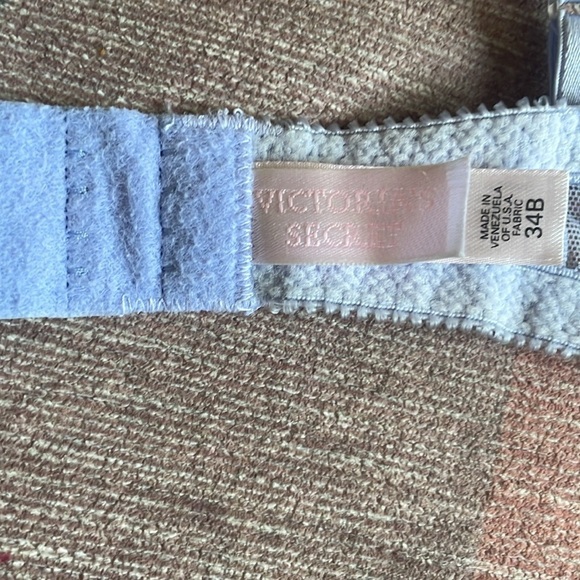 VICTORIA'S
SECRET
MADE IN
VENEZUELA
OF U.S.A.
FABRIC
34B